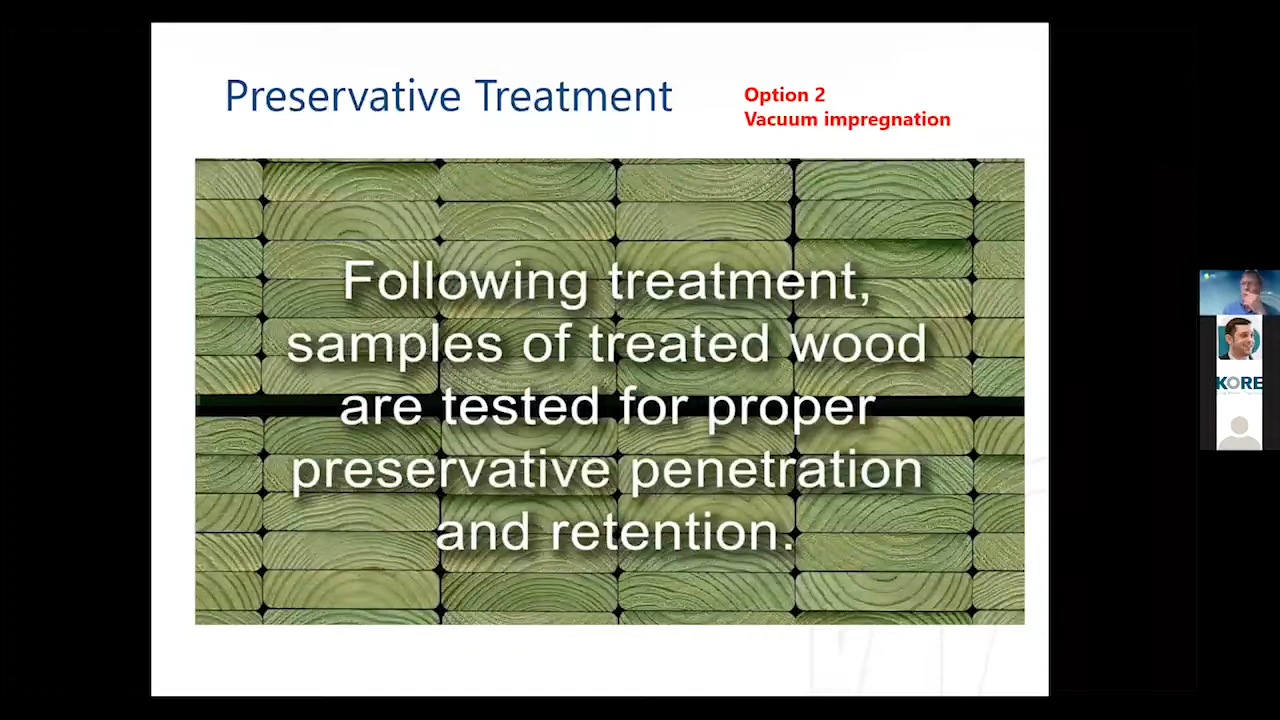 Preservative Treatment
Option 2
Vacuum impregnation
Following treatment,
samples of treated wood
are tested for proper
preservative penetration
and retention.
KORE